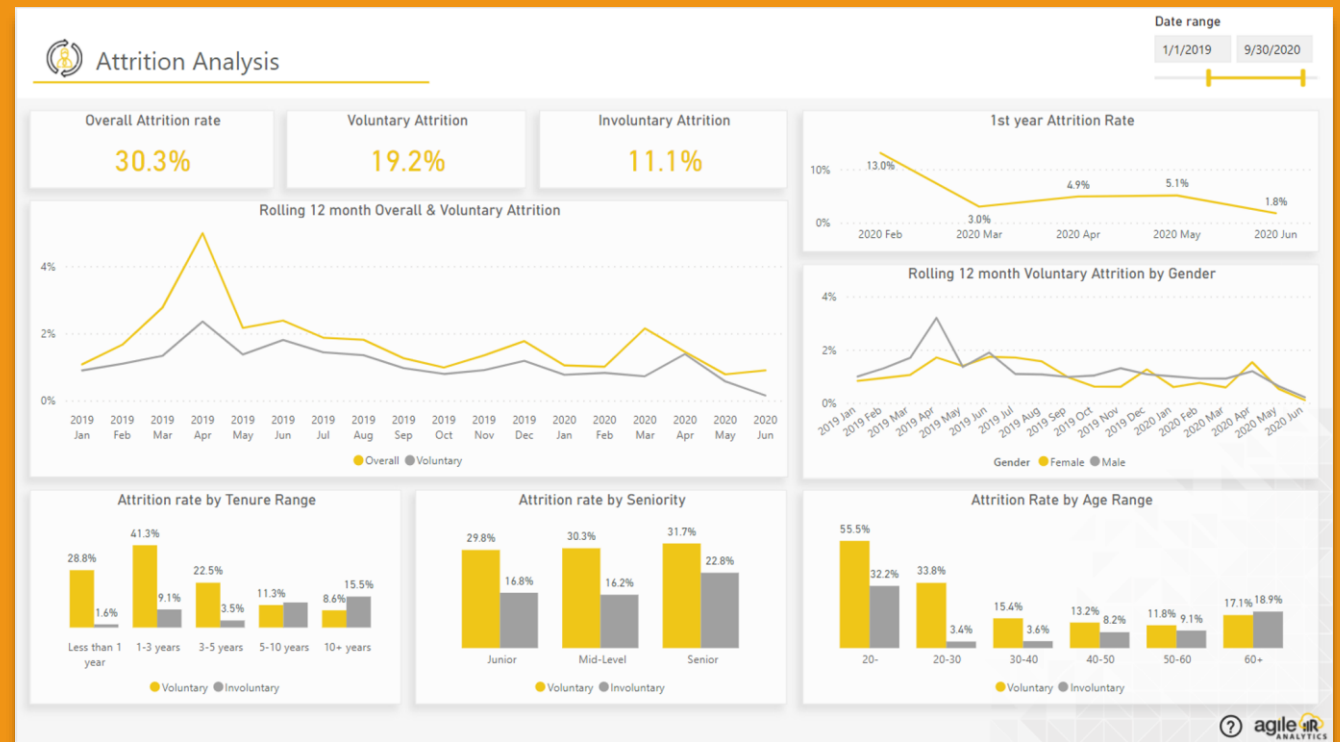 Attrition Analysis
Date range
1/1/2019 9/30/2020
Overall Attrition rate
30.3%
Voluntary Attrition
19.2%
Involuntary Attrition
11.1%
1st year Attrition Rate
10%
0%
13.0%
3.0%
4.9%
5.1%
1.8%
2020 Feb 2020 Mar 2020 Apr 2020 May 2020 Jun
Rolling 12 month Overall & Voluntary Attrition
4%
2%
0%
2019 2019 2019 2019 2019 2019 2019 2019 2019 2019 2019 2019 2020 2020 2020 2020 2020 2020
Jan Feb Mar Apr May Jun Jul Aug Sep Oct Nov Dec Jan Feb Mar Apr May Jun
Overall Voluntary
Rolling 12 month Voluntary Attrition by Gender
4%
2%
0%
2019 Jan 2019 Feb 2019 Mar 2019 Apr 2019 May 2019 Jun 2019 Jul 2019 Aug 2019 Sep 2019 Oct 2019 Nov 2019 Dec 2020 Jan 2020 Feb 2020 Mar 2020 Apr 2020 May 2020 Jun
Gender Female Male
Attrition rate by Tenure Range
28.8% 1.6% 41.3% 9.1% 22.5% 3.5% 11.3% 8.6% 15.5%
Less than 1 1-3 years 3-5 years 5-10 years 10+ years
year
Voluntary Involuntary
Attrition rate by Seniority
29.8% 16.8% 30.3% 16.2% 31.7% 22.8%
Junior Mid-Level Senior
Voluntary Involuntary
Attrition Rate by Age Range
55.5% 32.2% 33.8% 3.4% 15.4% 3.6% 13.2% 8.2% 11.8% 9.1% 17.1% 18.9%
20- 20-30 30-40 40-50 50-60 60+
Voluntary Involuntary
? agile HR
ANALYTICS